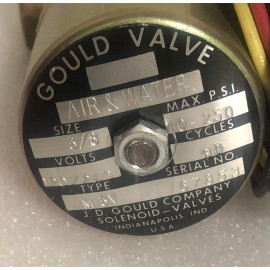 GOULD VALVE
AIR & WATER
SIZE
MAX. P.S.I.
3/8
10-250
VOLTS
CYCLES
60
TYPE
SERIAL NO.
J. D. GOULD COMPANY
SOLENOID-VALVES
INDIANAPOLIS IND
U.S.A.